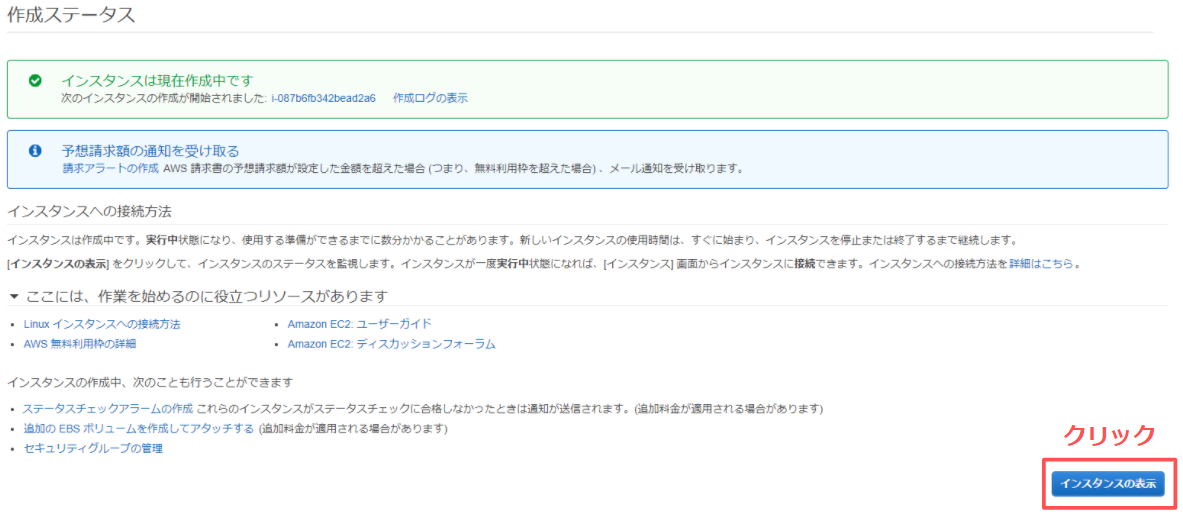 作成ステータス
インスタンスは現在作成中です
次のインスタンスの作成が開始されました: i-087b6fb342bead2a6 作成ログの表示
予想請求額の通知を受け取る
請求アラートの作成 AWS 請求書の予想請求額が設定した金額を超えた場合 (つまり、無料利用枠を超えた場合) 、メール通知を受け取ります。
インスタンスへの接続方法
インスタンスは作成中です。実行中状態になり、使用する準備ができるまでに数分かかることがあります。新しいインスタンスの使用時間は、すぐに始まり、インスタンスを停止または終了するまで継続します。
[インスタンスの表示] をクリックして、インスタンスのステータスを監視します。インスタンスが一度実行中状態になれば、[インスタンス] 画面からインスタンスに接続できます。インスタンスへの接続方法を 詳細はこちら 。
▼ ここには、作業を始めるのに役立つリソースがあります
• Linux インスタンスへの接続方法
• Amazon EC2: ユーザーガイド
• AWS 無料利用枠の詳細
• Amazon EC2: ディスカッションフォーラム
インスタンスの作成中、次のことも行うことができます
• ステータスチェックアラームの作成 これらのインスタンスがステータスチェックに合格しなかったときは通知が送信されます。(追加料金が適用される場合があります)
• 追加の EBS ボリュームを作成してアタッチする (追加料金が適用される場合があります)
• セキュリティグループの管理
クリック
インスタンスの表示